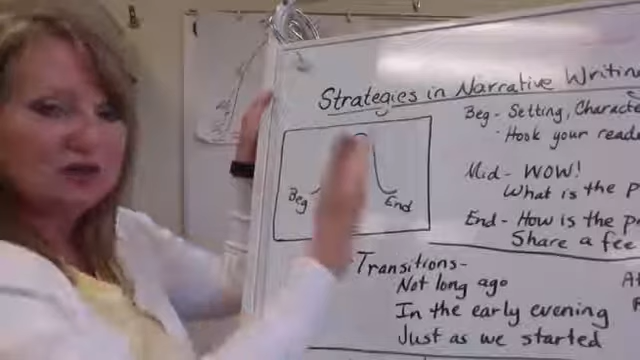 Strategies in Narrative Writing
Beg- Setting, Characte
· Hook your reade
Mid- WOW!
What is the p
End- How is the p
Share a fee
Beg
End
Transitions-
Not long ago
In the early evening
Just as we started